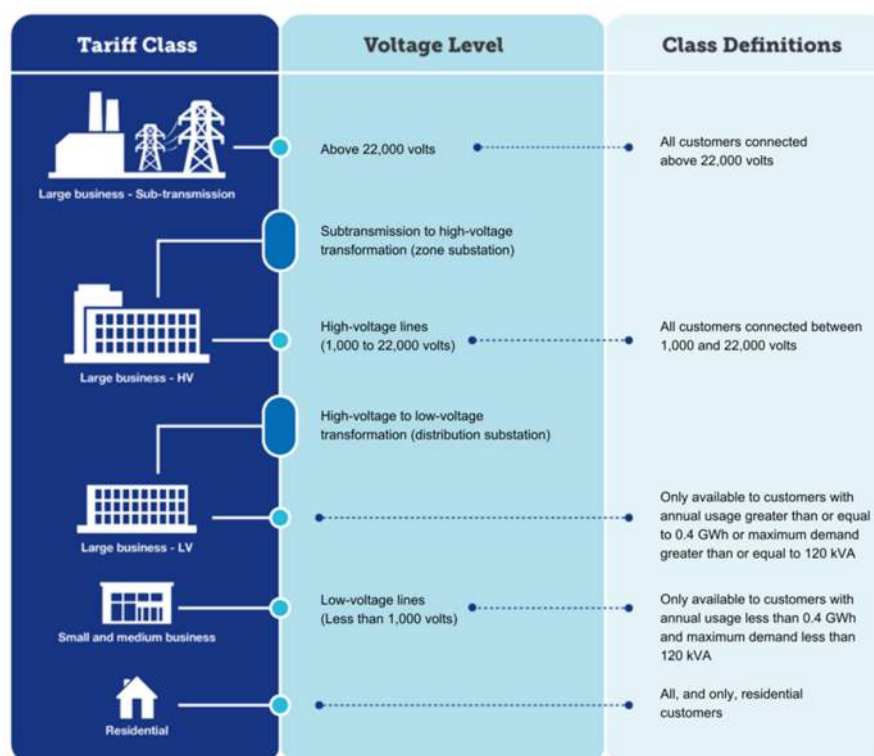 Tariff Class
Voltage Level
Class Definitions
Large business - Sub-transmission
Above 22,000 volts
All customers connected
above 22,000 volts
Subtransmission to high-voltage
transformation (zone substation)
Large business - HV
High-voltage lines
(1,000 to 22,000 volts)
All customers connected between
1,000 and 22,000 volts
High-voltage to low-voltage
transformation (distribution substation)
Large business - LV
Only available to customers with
annual usage greater than or equal
to 0.4 GWh or maximum demand
greater than or equal to 120 kVA
Small and medium business
Low-voltage lines
(Less than 1,000 volts)
Only available to customers with
annual usage less than 0.4 GWh
and maximum demand less than
120 kVA
Residential
All, and only, residential
customers